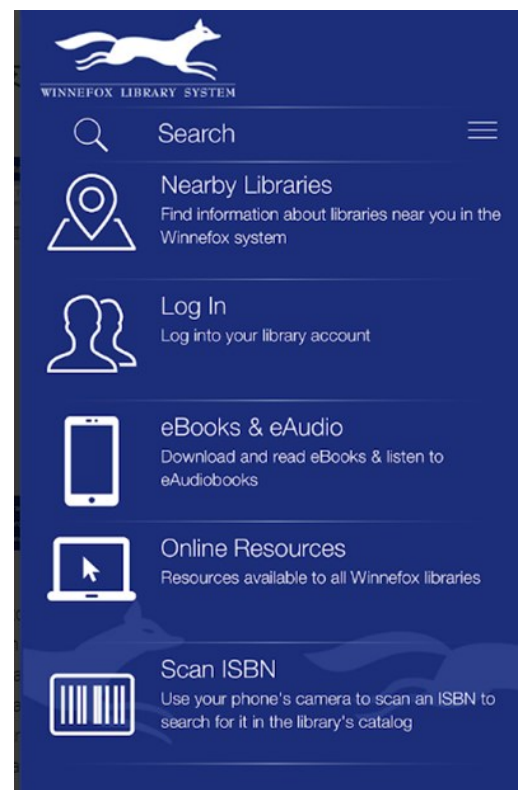 WINNEFOX LIBRARY SYSTEM
Search
Nearby Libraries
Find information about libraries near you in the
Winnefox system
Log In
Log into your library account
eBooks & eAudio
Download and read eBooks & listen to
eAudiobooks
Online Resources
Resources available to all Winnefox libraries
Scan ISBN
Use your phone's camera to scan an ISBN to
search for it in the library's catalog